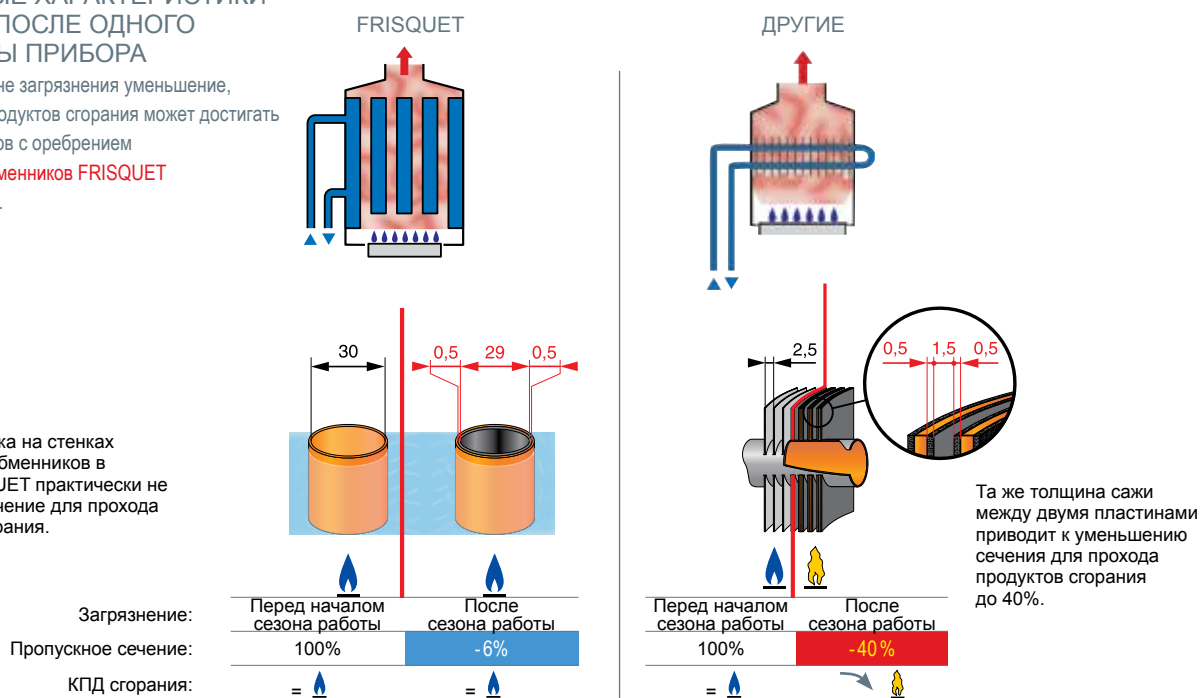 ЫЕ ХАРАКТЕРИСТИКИ
ПОСЛЕ ОДНОГО
Ы ПРИБОРА
не загрязнения уменьшение,
одуктов сгорания может достигать
ов с оребрением
менников FRISQUET
FRISQUET
ДРУГИЕ
30
0,5 29 0,5
2,5
0,5 1,5 0,5
ка на стенках
обменников в
UET практически не
чение для прохода
рания.
Та же толщина сажи
между двумя пластинами
приводит к уменьшению
сечения для прохода
продуктов сгорания
до 40%.
Загрязнение:
Перед началом
сезона работы
После
сезона работы
Перед началом
сезона работы
После
сезона работы
Пропускное сечение:
100%
-6%
100%
-40%
КПД сгорания:
=
=
=